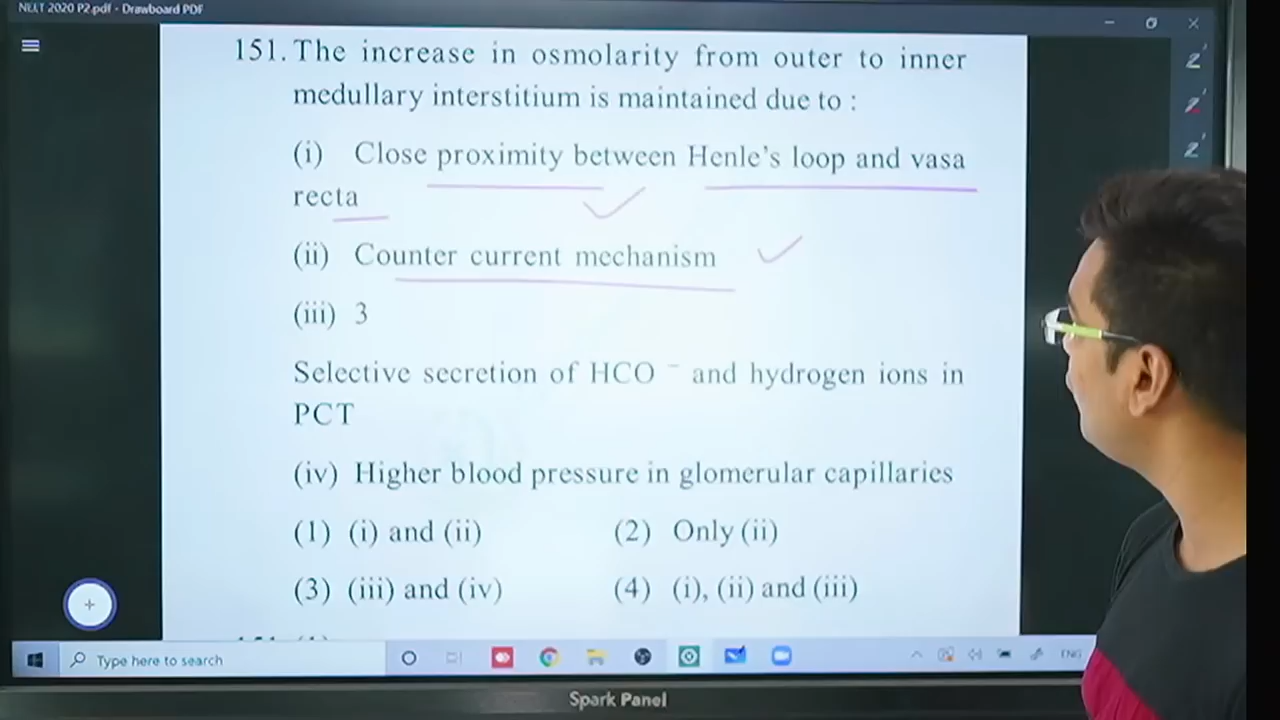 NEET 2020 P2.pdf - Drawboard PDF
151. The increase in osmolarity from outer to inner
medullary interstitium is maintained due to :
(i) Close proximity between Henle's loop and vasa
recta
(ii) Counter current mechanism
(iii) 3
Selective secretion of HCO⁻ and hydrogen ions in
PCT
(iv) Higher blood pressure in glomerular capillaries
(1) (i) and (ii) (2) Only (ii)
(3) (iii) and (iv) (4) (i), (ii) and (iii)
Type here to search
ENG
Spark Panel